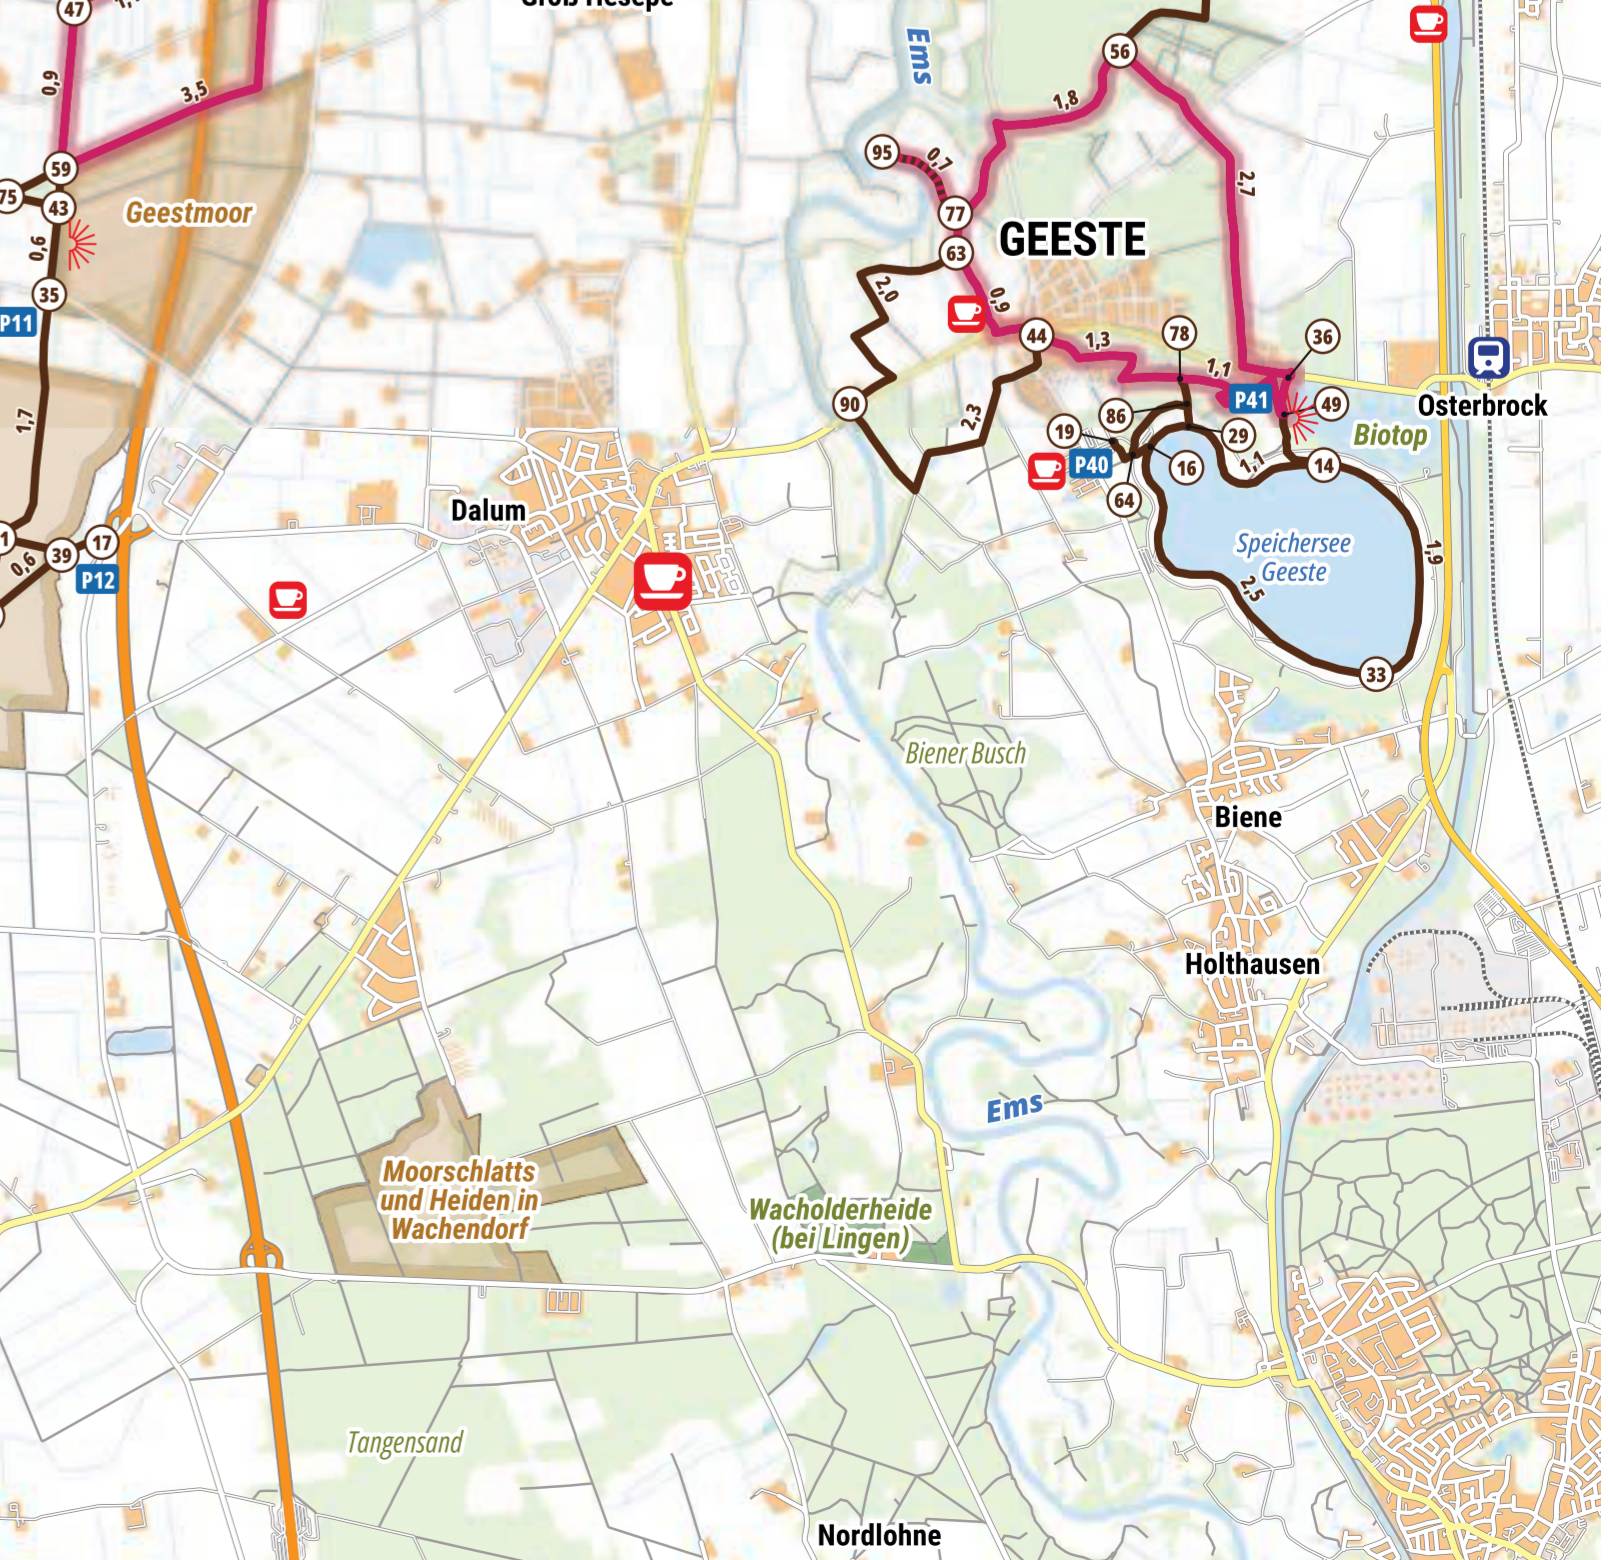 47
Groß Hesepe
0,9
3,5
59
75
43
0,6
35
P11
1,7
Geestmoor
39
17
0,6
P12
Ems
56
1,8
95
0,7
77
63
GEESTE
2,7
2,0
0,9
44
1,3
78
1,1
36
P41
49
90
2,3
86
19
29
P40
16
1,1
14
64
Osterbrock
Biotop
Dalum
Speichersee
Geeste
1,9
2,5
33
Biener Busch
Biene
Holthausen
Ems
Moorschlatts
und Heiden in
Wachendorf
Wacholderheide
(bei Lingen)
Tangensand
Nordlohne